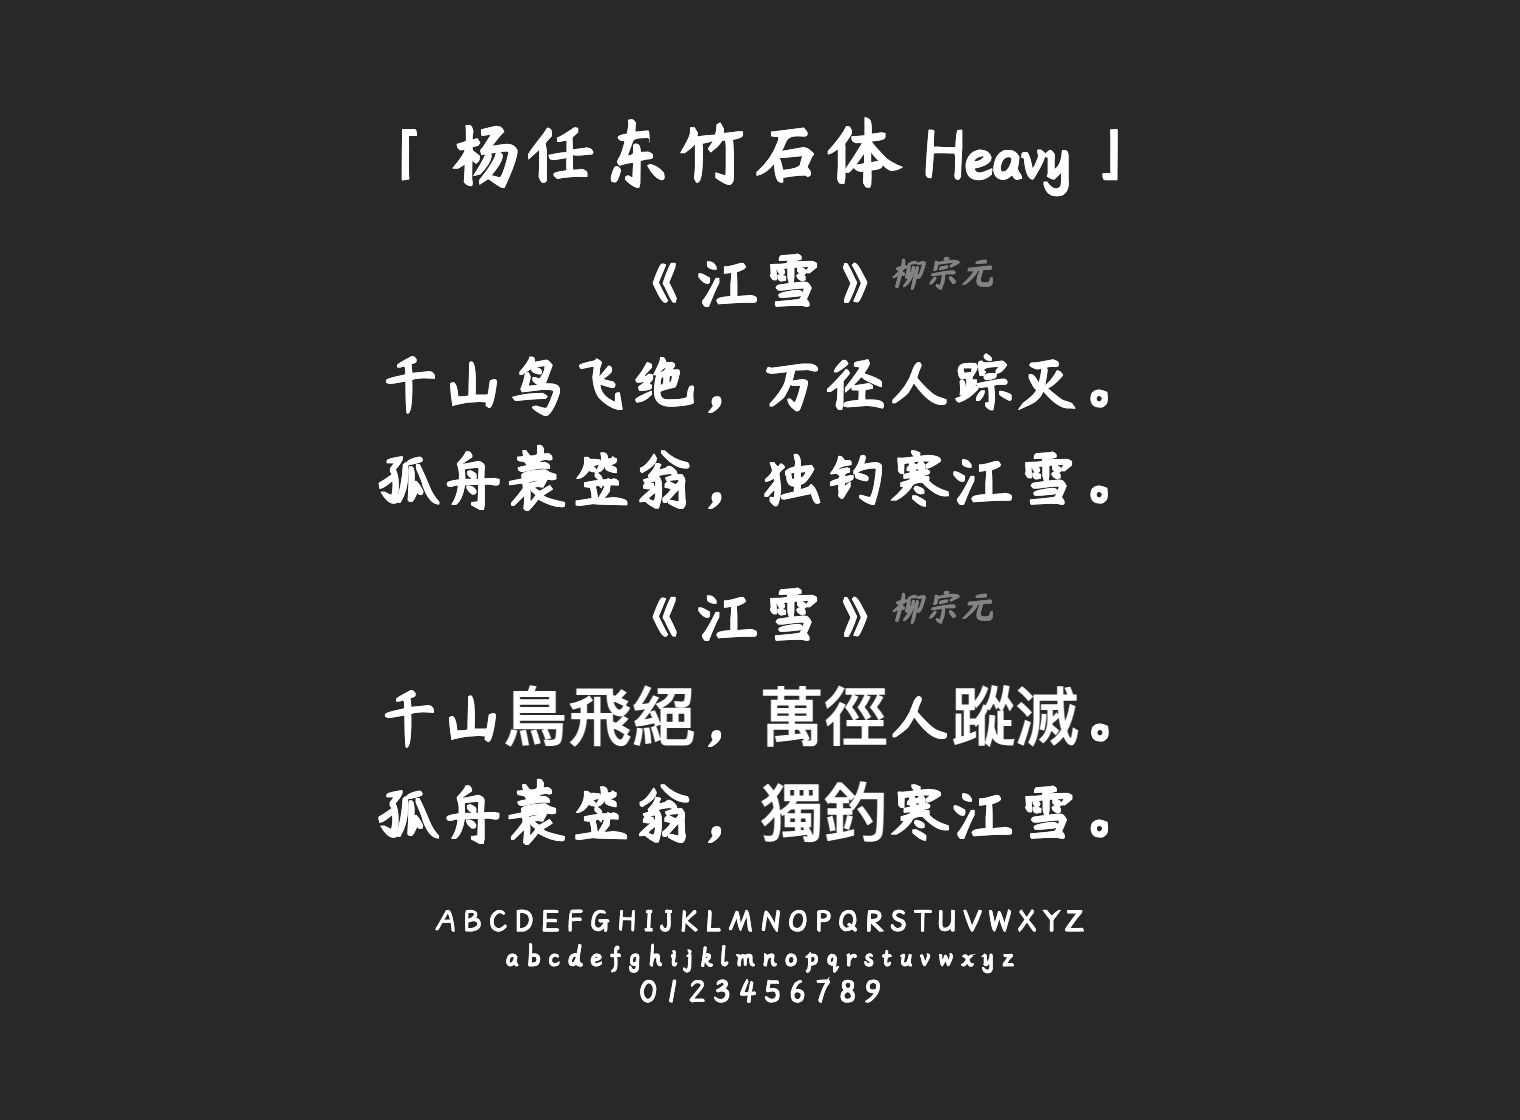 「杨任东竹石体 Heavy」
《江雪》柳宗元
千山鸟飞绝，万径人踪灭。
孤舟蓑笠翁，独钓寒江雪。
《江雪》柳宗元
千山鳥飛絕，萬徑人蹤滅。
孤舟蓑笠翁，獨釣寒江雪。
ABCDEFGHIJKLMNOPQRSTUVWXYZ
abcdefghijklmnopqrstuvwxyz
0123456789